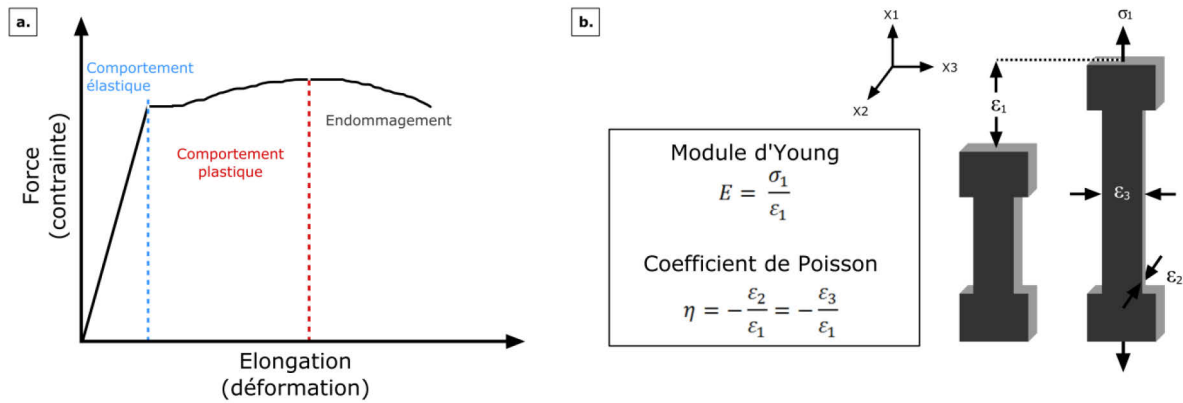 a.
Comportement
élastique
Endommagement
Comportement
plastique
Force
(contrainte)
Elongation
(déformation)
b.
X1
X3
X2
σ1
ε1
ε3
ε2
Module d'Young
E = σ1/ε1
Coefficient de Poisson
η = −ε2/ε1 = −ε3/ε1